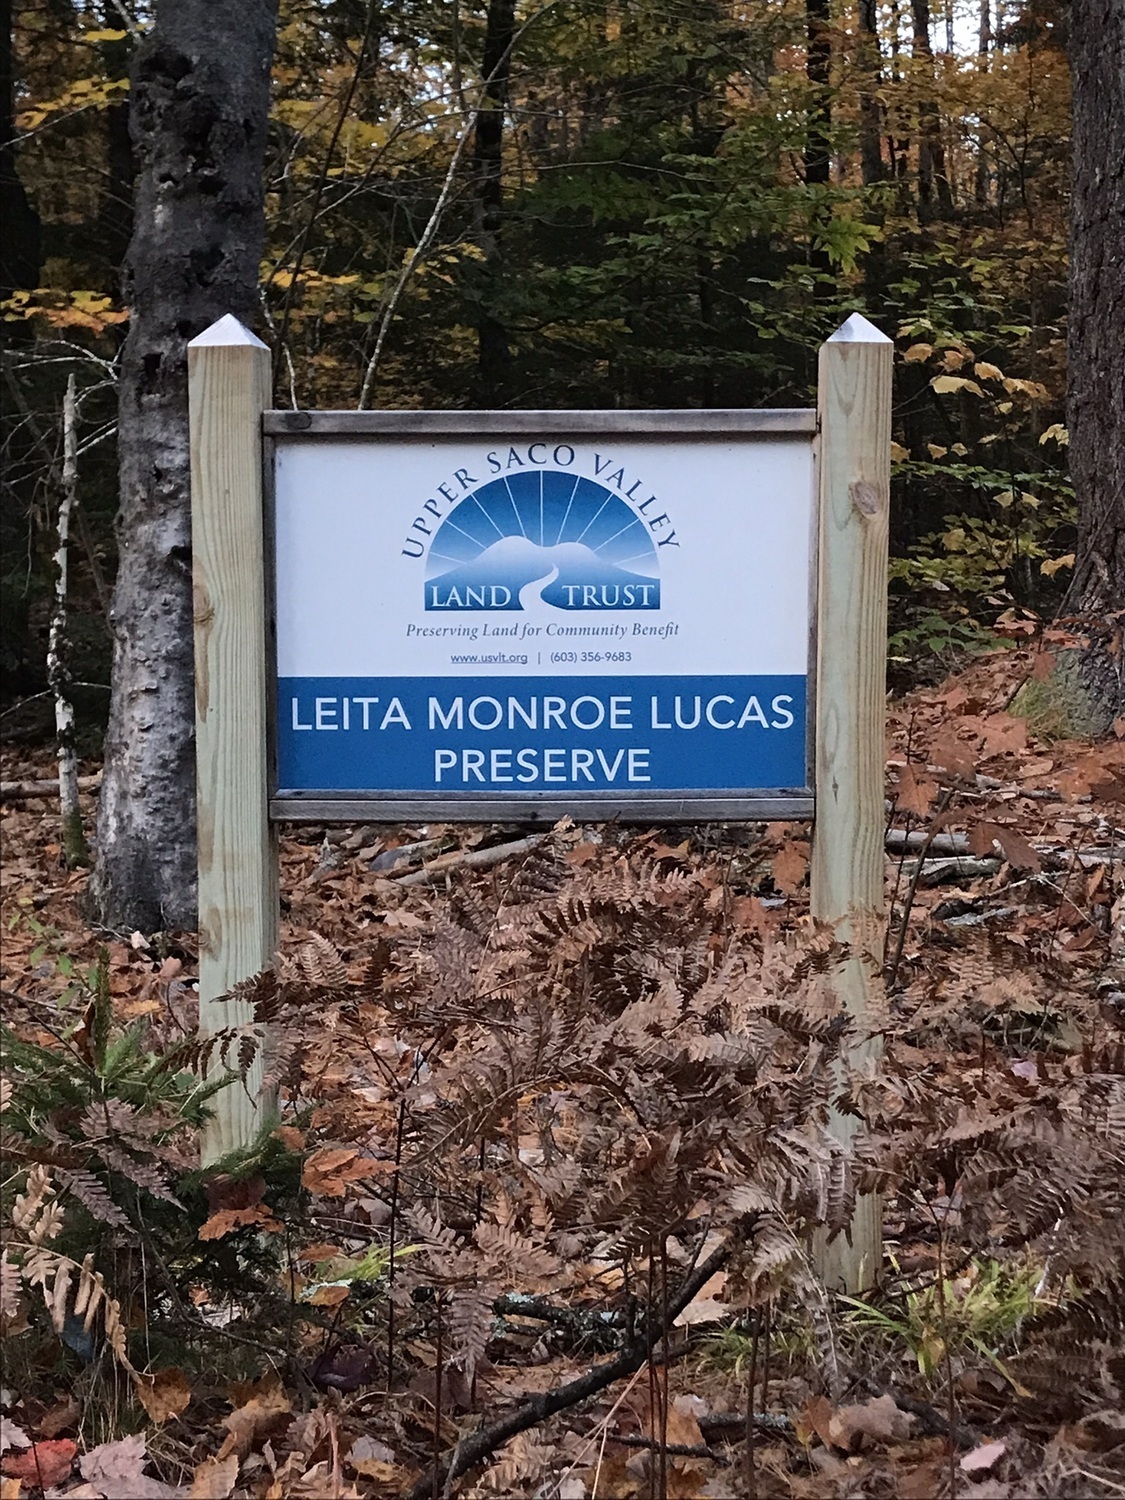 UPPER SACO VALLEY
LAND TRUST
Preserving Land for Community Benefit
www.usvlt.org | (603) 356-9683
LEITA MONROE LUCAS
PRESERVE